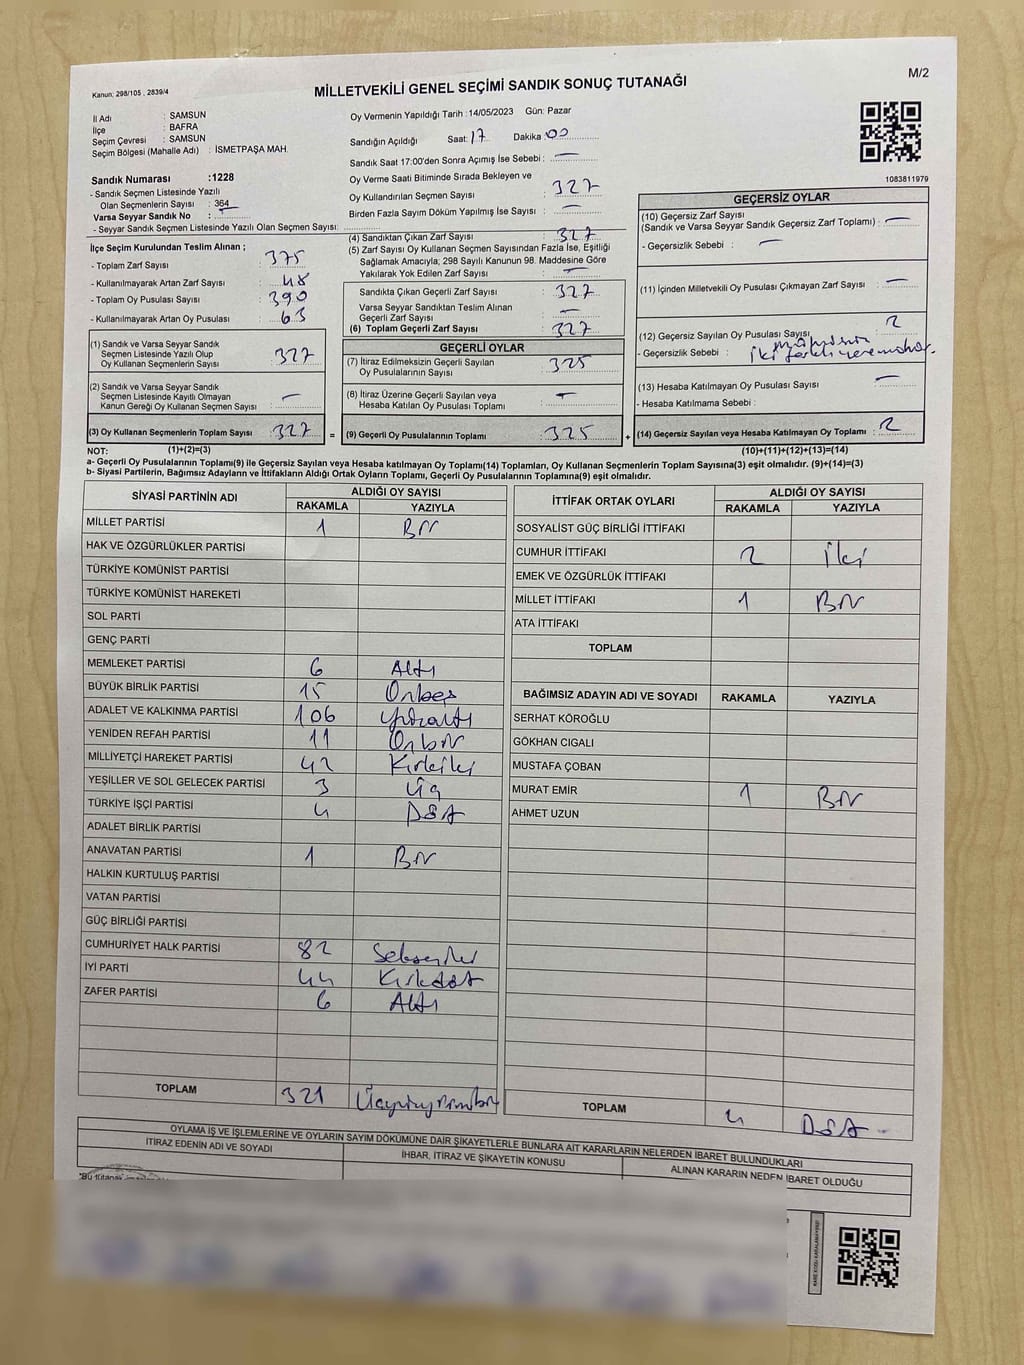 M/2
Kanun; 298/105 , 2839/4
MİLLETVEKİLİ GENEL SEÇİMİ SANDIK SONUÇ TUTANAĞI
İl Adı : SAMSUN
İlçe : BAFRA
Seçim Çevresi : SAMSUN
Seçim Bölgesi (Mahalle Adı) : İSMETPAŞA MAH.
Oy Vermenin Yapıldığı Tarih :14/05/2023 Gün: Pazar
Sandığın Açıldığı Saat: 17 Dakika :00
Sandık Saat 17:00'den Sonra Açımış İse Sebebi : —
Oy Verme Saati Bitiminde Sırada Bekleyen ve
Oy Kullandırılan Seçmen Sayısı : 327
Birden Fazla Sayım Döküm Yapılmış İse Sayısı : —
1083811979
Sandık Numarası :1228
- Sandık Seçmen Listesinde Yazılı
Olan Seçmenlerin Sayısı : 364
Varsa Seyyar Sandık No :
- Seyyar Sandık Seçmen Listesinde Yazılı Olan Seçmen Sayısı :
İlçe Seçim Kurulundan Teslim Alınan ;
- Toplam Zarf Sayısı : 375
- Kullanılmayarak Artan Zarf Sayısı : 48
- Toplam Oy Pusulası Sayısı : 390
- Kullanılmayarak Artan Oy Pusulası : 63
(1) Sandık ve Varsa Seyyar Sandık
Seçmen Listesinde Yazılı Olup
Oy Kullanan Seçmenlerin Sayısı : 327
(2) Sandık ve Varsa Seyyar Sandık
Seçmen Listesinde Kayıtlı Olmayan
Kanun Gereği Oy Kullanan Seçmen Sayısı : —
(3) Oy Kullanan Seçmenlerin Toplam Sayısı : 327 =
(4) Sandıktan Çıkan Zarf Sayısı : 327
(5) Zarf Sayısı Oy Kullanan Seçmen Sayısından Fazla İse, Eşitliği
Sağlamak Amacıyla; 298 Sayılı Kanunun 98. Maddesine Göre
Yakılarak Yok Edilen Zarf Sayısı : —
Sandıkta Çıkan Geçerli Zarf Sayısı : 327
Varsa Seyyar Sandıktan Teslim Alınan
Geçerli Zarf Sayısı : —
(6) Toplam Geçerli Zarf Sayısı : 327
GEÇERLİ OYLAR
(7) İtiraz Edilmeksizin Geçerli Sayılan
Oy Pusulalarının Sayısı : 325
(8) İtiraz Üzerine Geçerli Sayılan veya
Hesaba Katılan Oy Pusulası Toplamı : —
(9) Geçerli Oy Pusulalarının Toplamı : 325 +
GEÇERSİZ OYLAR
(10) Geçersiz Zarf Sayısı
(Sandık ve Varsa Seyyar Sandık Geçersiz Zarf Toplamı) : —
- Geçersizlik Sebebi : —
(11) İçinden Milletvekili Oy Pusulası Çıkmayan Zarf Sayısı : —
(12) Geçersiz Sayılan Oy Pusulası Sayısı : 2
- Geçersizlik Sebebi : İki farklı yere mühür
(13) Hesaba Katılmayan Oy Pusulası Sayısı : —
- Hesaba Katılmama Sebebi :
(14) Geçersiz Sayılan veya Hesaba Katılmayan Oy Toplamı : 2
NOT: (1)+(2)=(3) (10)+(11)+(12)+(13)=(14)
a- Geçerli Oy Pusulalarının Toplamı(9) ile Geçersiz Sayılan veya Hesaba katılmayan Oy Toplamı(14) Toplamları, Oy Kullanan Seçmenlerin Toplam Sayısına(3) eşit olmalıdır. (9)+(14)=(3)
b- Siyasi Partilerin, Bağımsız Adayların ve İttifakların Aldığı Ortak Oyların Toplamı, Geçerli Oy Pusulalarının Toplamına(9) eşit olmalıdır.
SİYASİ PARTİNİN ADI ALDIĞI OY SAYISI
RAKAMLA YAZIYLA
MİLLET PARTİSİ 1 Bir
HAK VE ÖZGÜRLÜKLER PARTİSİ
TÜRKİYE KOMÜNİST PARTİSİ
TÜRKİYE KOMÜNİST HAREKETİ
SOL PARTİ
GENÇ PARTİ
MEMLEKET PARTİSİ 6 Altı
BÜYÜK BİRLİK PARTİSİ 15 Onbeş
ADALET VE KALKINMA PARTİSİ 106 yüzaltı
YENİDEN REFAH PARTİSİ 11 Onbir
MİLLİYETÇİ HAREKET PARTİSİ 42 Kırkiki
YEŞİLLER VE SOL GELECEK PARTİSİ 3 Üç
TÜRKİYE İŞÇİ PARTİSİ 4 Dört
ADALET BİRLİK PARTİSİ
ANAVATAN PARTİSİ 1 Bir
HALKIN KURTULUŞ PARTİSİ
VATAN PARTİSİ
GÜÇ BİRLİĞİ PARTİSİ
CUMHURİYET HALK PARTİSİ 82 Sekseniki
İYİ PARTİ 44 Kırkdört
ZAFER PARTİSİ 6 Altı
TOPLAM 321 Üçyüzyirmibir
İTTİFAK ORTAK OYLARI ALDIĞI OY SAYISI
RAKAMLA YAZIYLA
SOSYALİST GÜÇ BİRLİĞİ İTTİFAKI
CUMHUR İTTİFAKI 2 İki
EMEK VE ÖZGÜRLÜK İTTİFAKI
MİLLET İTTİFAKI 1 Bir
ATA İTTİFAKI
TOPLAM
BAĞIMSIZ ADAYIN ADI VE SOYADI RAKAMLA YAZIYLA
SERHAT KÖROĞLU
GÖKHAN CIGALI
MUSTAFA ÇOBAN
MURAT EMİR 1 Bir
AHMET UZUN
TOPLAM 4 Dört
OYLAMA İŞ VE İŞLEMLERİNE VE OYLARIN SAYIM DÖKÜMÜNE DAİR ŞİKAYETLERLE BUNLARA AİT KARARLARIN NELERDEN İBARET BULUNDUKLARI
İTİRAZ EDENİN ADI VE SOYADI İHBAR, İTİRAZ VE ŞİKAYETİN KONUSU ALINAN KARARIN NEDEN İBARET OLDUĞU